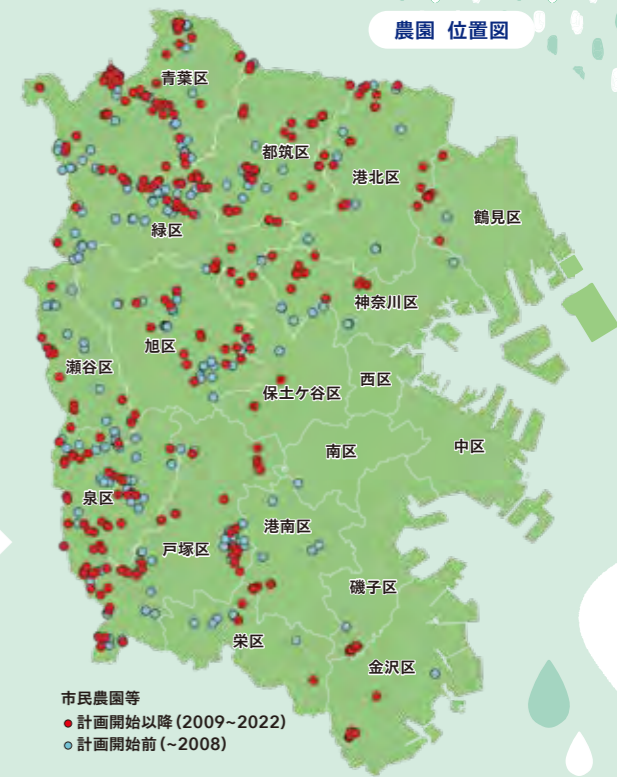 農園 位置図
青葉区
都筑区
港北区
鶴見区
緑区
神奈川区
旭区
瀬谷区
西区
保土ケ谷区
中区
南区
泉区
港南区
戸塚区
磯子区
栄区
金沢区
市民農園等
●計画開始以降(2009~2022)
●計画開始前(~2008)